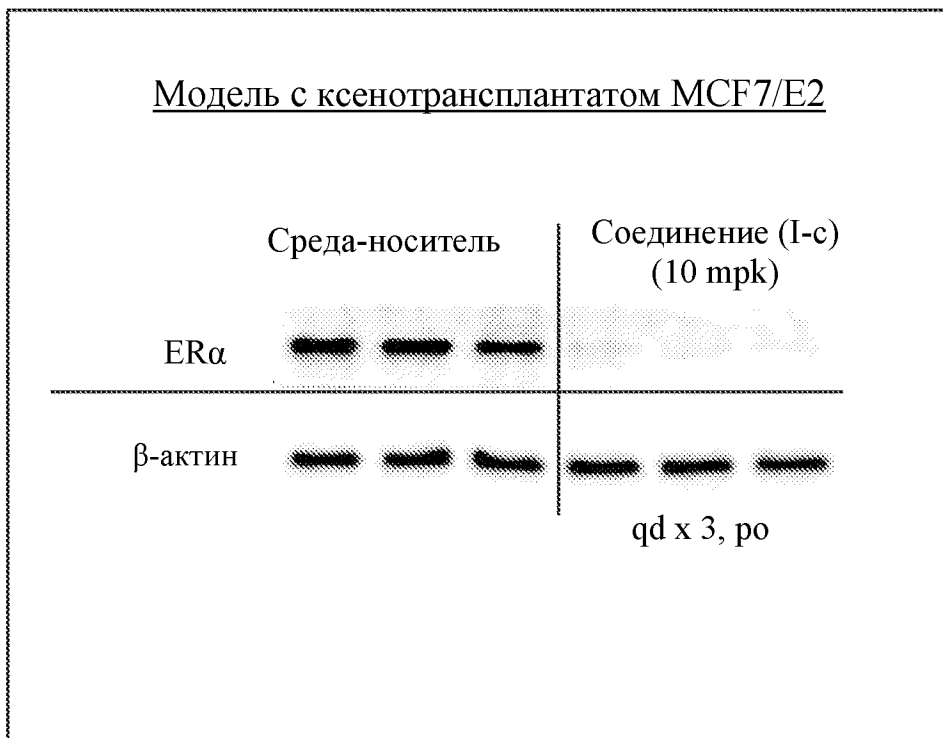 Модель с ксенотрансплантатом MCF7/E2
Среда-носитель
Соединение (I-c)
(10 mpk)
ERα
β-актин
qd x 3, po